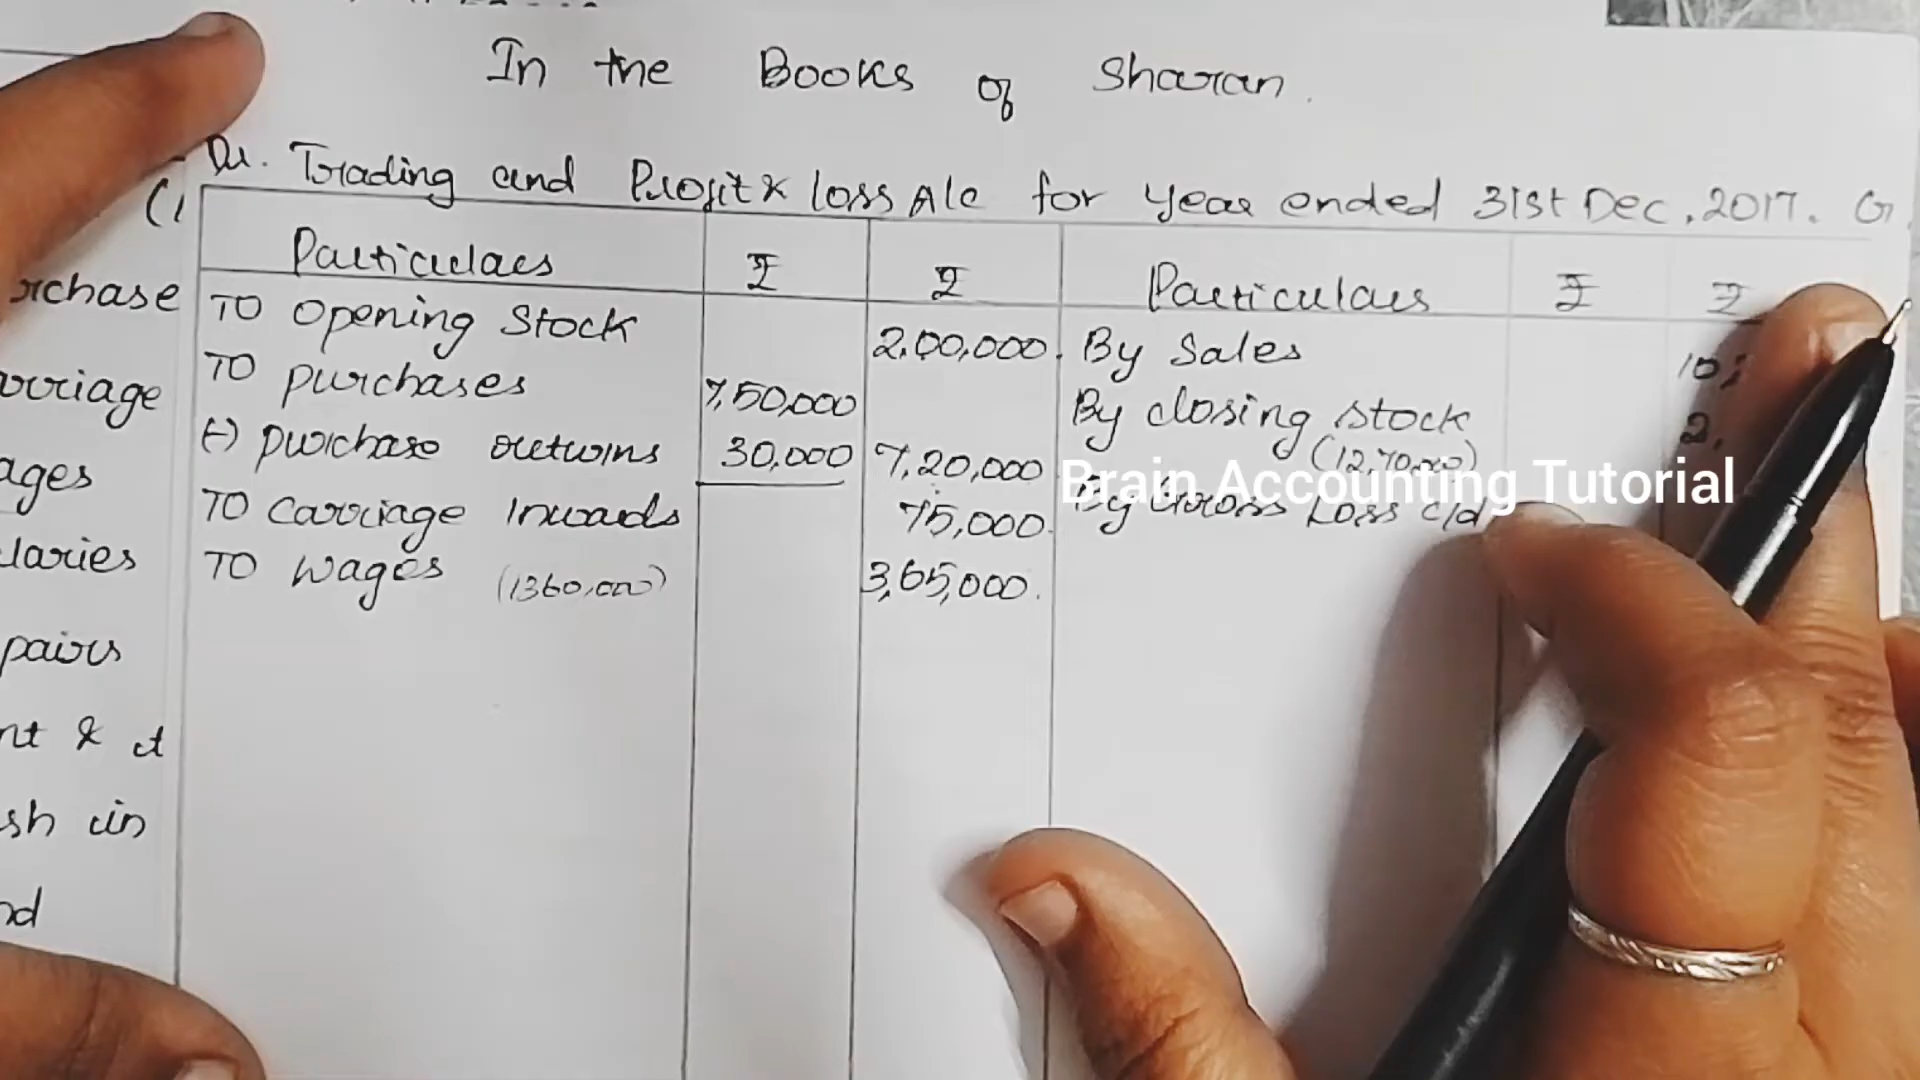 In the Books of Sharan.
Dr. Trading and Profit & loss A/c for year ended 31st Dec, 2017. Cr.
Particulars ₹ ₹ Particulars ₹ ₹
To Opening Stock 2,00,000. By Sales 10,
To purchases 7,50,000 By closing stock 2,
(-) purchase returns 30,000 7,20,000 (12,70,000)
To Carriage Inwards 75,000. By Gross Loss c/d
To Wages (1360,000) 3,65,000.
Brain Accounting Tutorial
rchase
rriage
ages
laries
pairs
nt &
sh in
nd